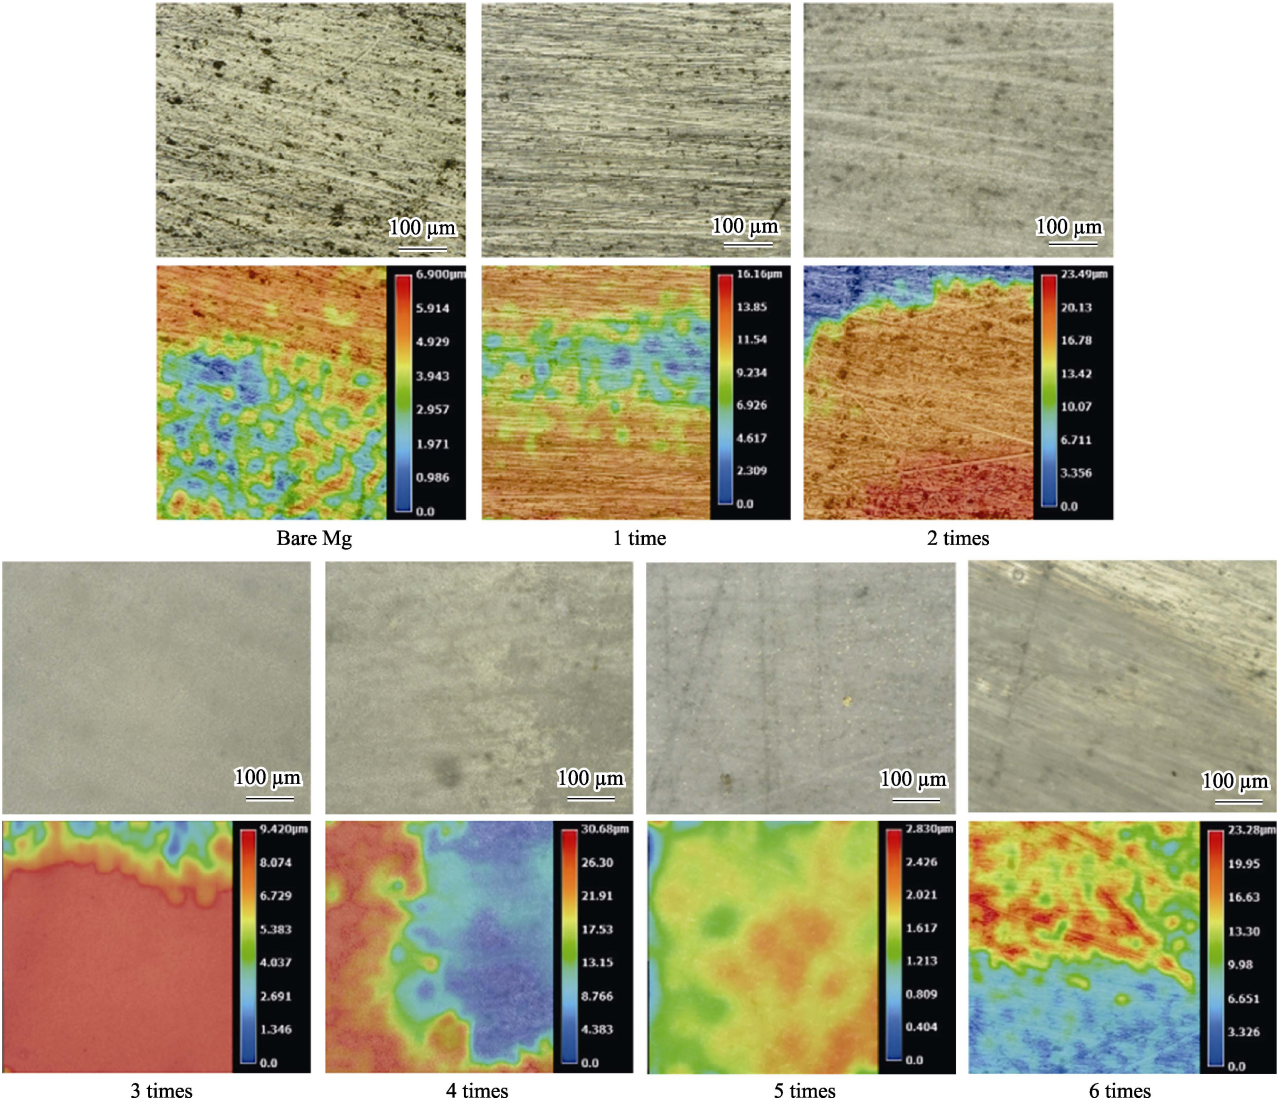 100 µm
100 µm
100 µm
6.900µm
5.914
4.929
3.943
2.957
1.971
0.986
0.0
16.16µm
13.85
11.54
9.234
6.926
4.617
2.309
0.0
23.49µm
20.13
16.78
13.42
10.07
6.711
3.356
0.0
Bare Mg
1 time
2 times
100 µm
100 µm
100 µm
100 µm
9.420µm
8.074
6.729
5.383
4.037
2.691
1.346
0.0
30.68µm
26.30
21.91
17.53
13.15
8.766
4.383
0.0
2.830µm
2.426
2.021
1.617
1.213
0.809
0.404
0.0
23.28µm
19.95
16.63
13.30
9.98
6.651
3.326
0.0
3 times
4 times
5 times
6 times